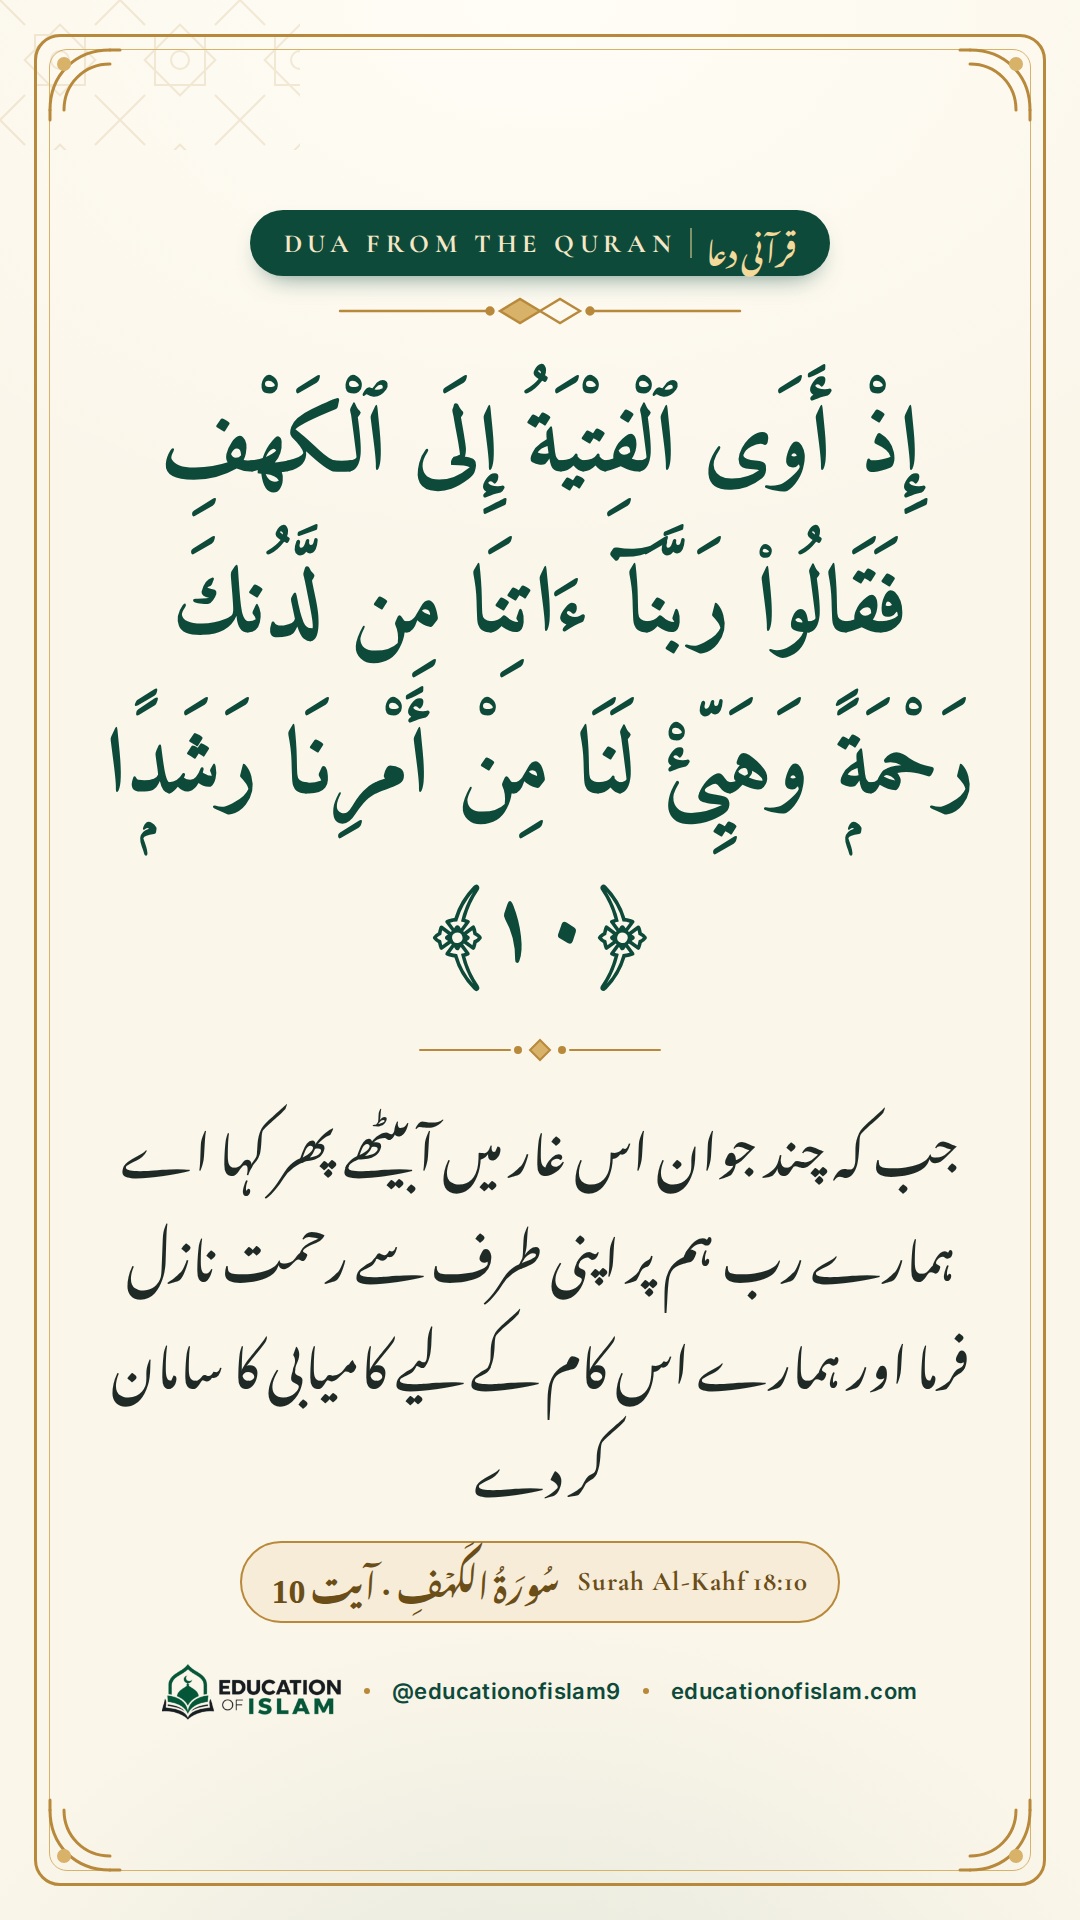 DUA FROM THE QURAN | قرآنی دعا
إِذْ أَوَى ٱلْفِتْيَةُ إِلَى ٱلْكَهْفِ
فَقَالُوا۟ رَبَّنَآ ءَاتِنَا مِن لَّدُنكَ
رَحْمَةًۭ وَهَيِّئْ لَنَا مِنْ أَمْرِنَا رَشَدًۭا
﴿١٠﴾
جب کہ چند جوان اس غار میں آ بیٹھے پھر کہا اے
ہمارے رب ہم پر اپنی طرف سے رحمت نازل
فرما اور ہمارے اس کام کے لیے کامیابی کا سامان
کر دے
سُورَةُ الكَهۡفِ · آیت 10 Surah Al-Kahf 18:10
EDUCATION OF ISLAM • @educationofislam9 • educationofislam.com